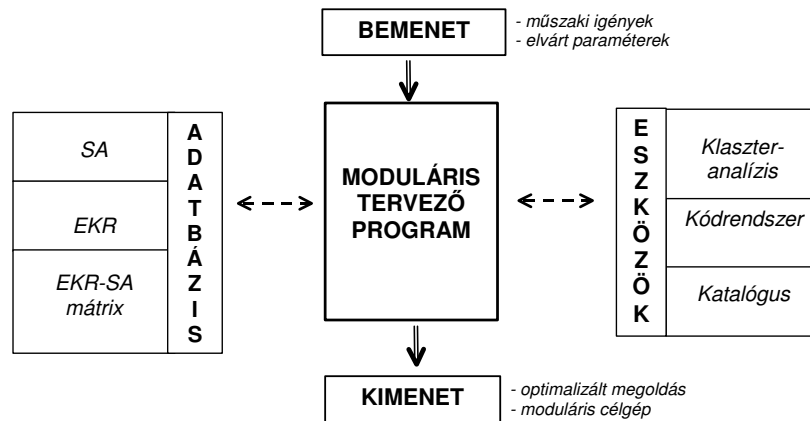 BEMENET
- műszaki igények
- elvárt paraméterek
SA
EKR
EKR-SA
mátrix
ADATBÁZIS
MODULÁRIS
TERVEZŐ
PROGRAM
ESZKÖZÖK
Klaszter-
analízis
Kódrendszer
Katalógus
KIMENET
- optimalizált megoldás
- moduláris célgép